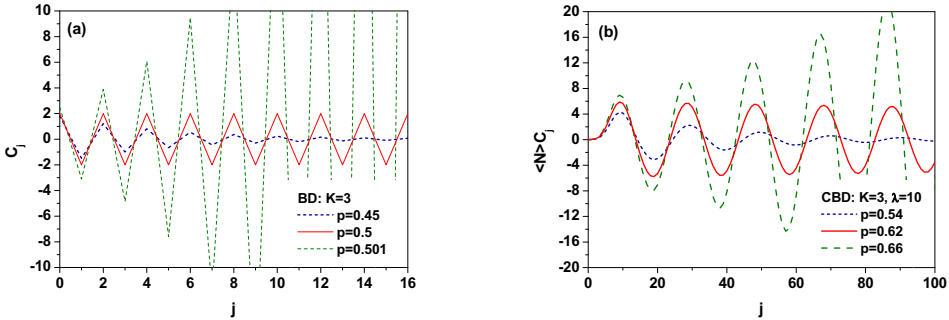 (a)
10
8
6
4
2
0
-2
-4
-6
-8
-10
C_j
BD: K=3
p=0.45
p=0.5
p=0.501
0 2 4 6 8 10 12 14 16
j
(b)
20
16
12
8
4
0
-4
-8
-12
-16
-20
<N> C_j
CBD: K=3, λ=10
p=0.54
p=0.62
p=0.66
0 20 40 60 80 100
j